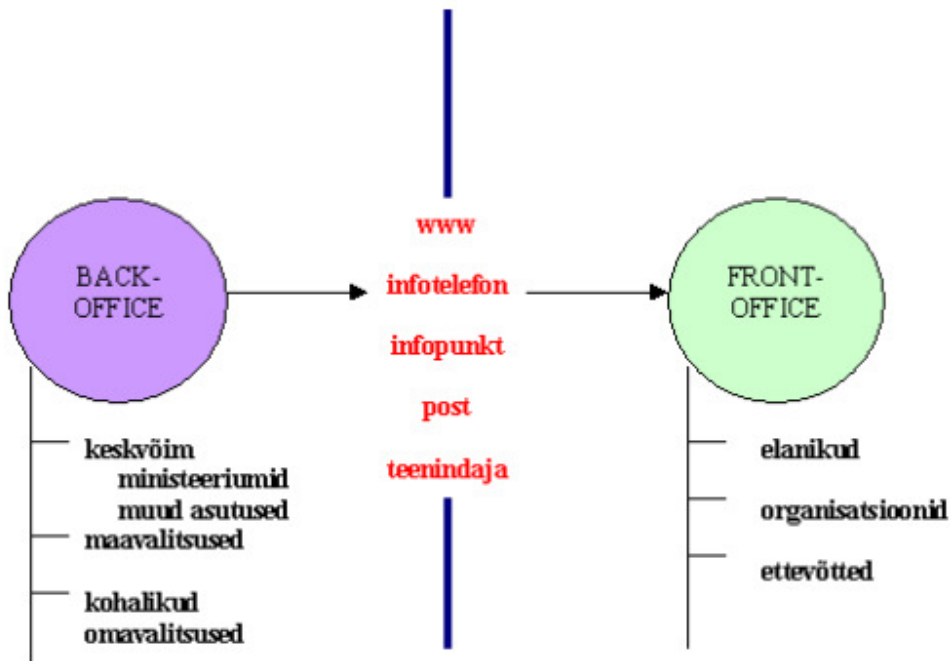 BACK-
OFFICE
keskvõim
ministeeriumid
muud asutused
maavalitsused
kohalikud
omavalitsused
www
infotelefon
infopunkt
post
teenindaja
FRONT-
OFFICE
elanikud
organisatsioonid
ettevõtted